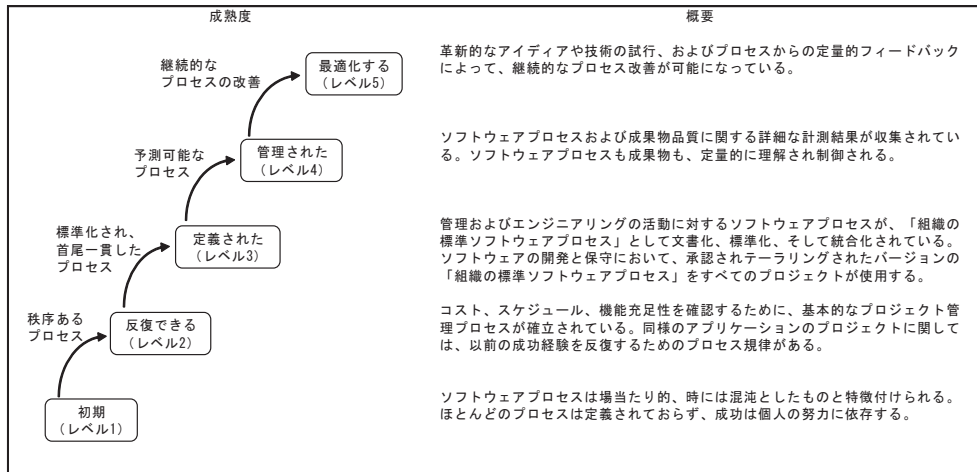 成熟度
概要
継続的な
プロセスの改善
最適化する
(レベル5)
革新的なアイディアや技術の試行、およびプロセスからの定量的フィードバック
によって、継続的なプロセス改善が可能になっている。
予測可能な
プロセス
管理された
(レベル4)
ソフトウェアプロセスおよび成果物品質に関する詳細な計測結果が収集されてい
る。ソフトウェアプロセスも成果物も、定量的に理解され制御される。
標準化され、
首尾一貫した
プロセス
定義された
(レベル3)
管理およびエンジニアリングの活動に対するソフトウェアプロセスが、「組織の
標準ソフトウェアプロセス」として文書化、標準化、そして統合化されている。
ソフトウェアの開発と保守において、承認されテーラリングされたバージョンの
「組織の標準ソフトウェアプロセス」をすべてのプロジェクトが使用する。
秩序ある
プロセス
反復できる
(レベル2)
コスト、スケジュール、機能充足性を確認するために、基本的なプロジェクト管
理プロセスが確立されている。同様のアプリケーションのプロジェクトに関して
は、以前の成功経験を反復するためのプロセス規律がある。
初期
(レベル1)
ソフトウェアプロセスは場当たり的、時には混沌としたものと特徴付けられる。
ほとんどのプロセスは定義されておらず、成功は個人の努力に依存する。